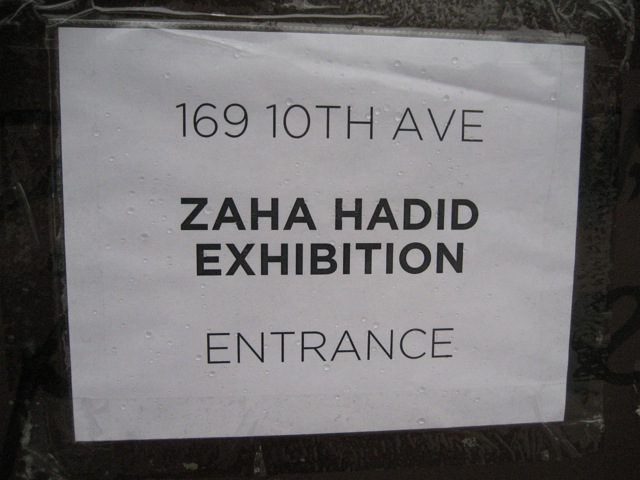 169 10TH AVE
ZAHA HADID
EXHIBITION
ENTRANCE